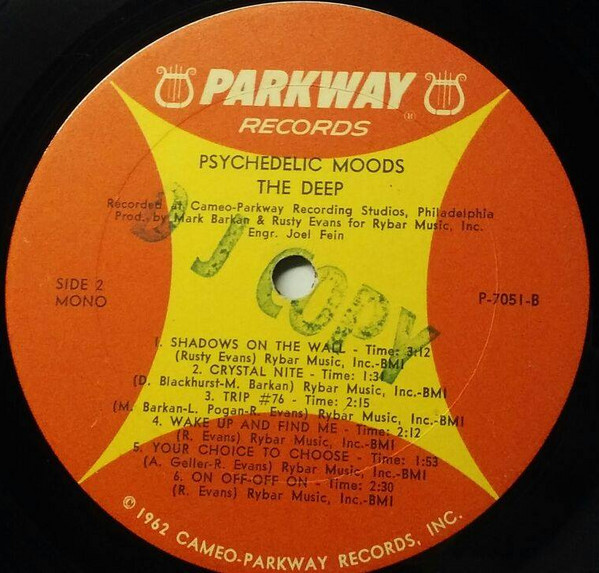 PARKWAY
RECORDS
PSYCHEDELIC MOODS
THE DEEP
Recorded at Cameo-Parkway Recording Studios, Philadelphia
Prod. by Mark Barkan & Rusty Evans for Rybar Music, Inc.
Engr. Joel Fein
DJ COPY
SIDE 2
MONO
P-7051-B
1. SHADOWS ON THE WALL - Time: 3:12
(Rusty Evans) Rybar Music, Inc.-BMI
2. CRYSTAL NITE - Time: 1:34
(D. Blackhurst-M. Barkan) Rybar Music, Inc.-BMI
3. TRIP #76 - Time: 2:15
(M. Barkan-L. Pogan-R. Evans) Rybar Music, Inc.-BMI
4. WAKE UP AND FIND ME - Time: 2:12
(R. Evans) Rybar Music, Inc.-BMI
5. YOUR CHOICE TO CHOOSE - Time: 1:53
(A. Geller-R. Evans) Rybar Music, Inc.-BMI
6. ON OFF-OFF ON - Time: 2:30
(R. Evans) Rybar Music, Inc.-BMI
© 1962 CAMEO-PARKWAY RECORDS, INC.